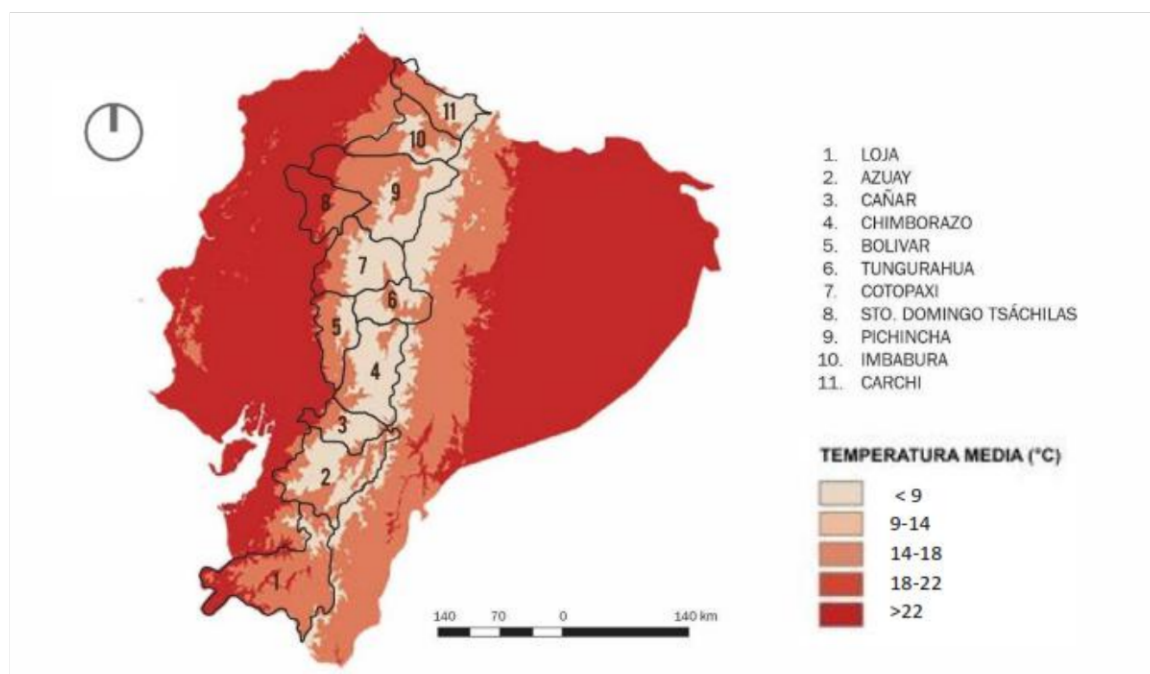 11
10
9
8
7
6
5
4
3
2
1
1. LOJA
2. AZUAY
3. CAÑAR
4. CHIMBORAZO
5. BOLIVAR
6. TUNGURAHUA
7. COTOPAXI
8. STO. DOMINGO TSÁCHILAS
9. PICHINCHA
10. IMBABURA
11. CARCHI
TEMPERATURA MEDIA (°C)
< 9
9-14
14-18
18-22
>22
140 70 0 140 km